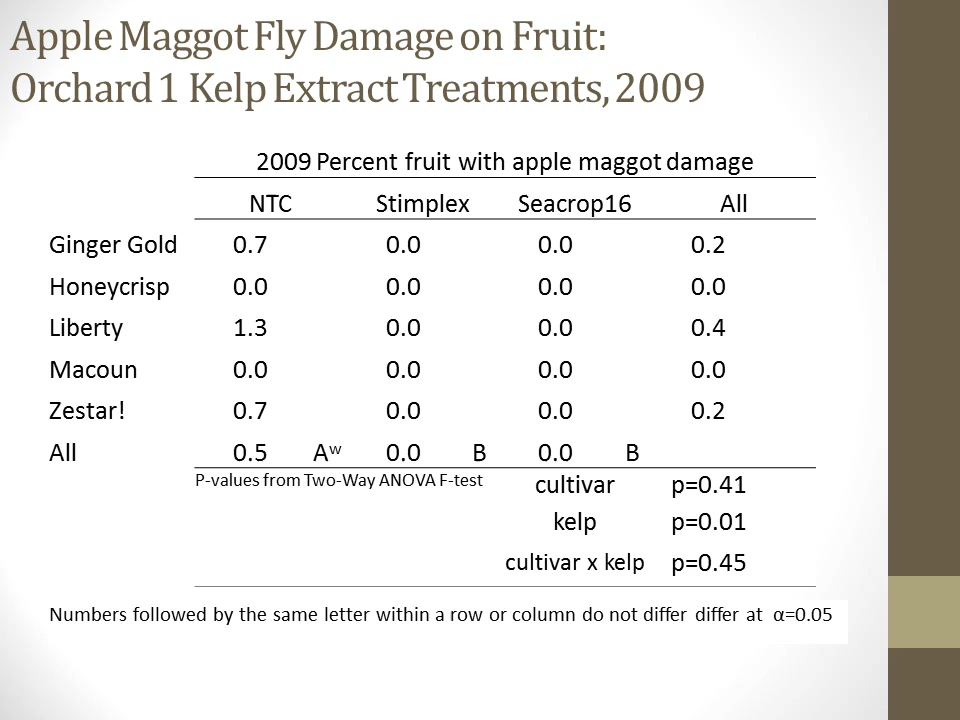 Apple Maggot Fly Damage on Fruit:
Orchard 1 Kelp Extract Treatments, 2009
2009 Percent fruit with apple maggot damage
NTC Stimplex Seacrop16 All
Ginger Gold 0.7 0.0 0.0 0.2
Honeycrisp 0.0 0.0 0.0 0.0
Liberty 1.3 0.0 0.0 0.4
Macoun 0.0 0.0 0.0 0.0
Zestar! 0.7 0.0 0.0 0.2
All 0.5 Aʷ 0.0 B 0.0 B
P-values from Two-Way ANOVA F-test cultivar p=0.41
kelp p=0.01
cultivar x kelp p=0.45
Numbers followed by the same letter within a row or column do not differ differ at α=0.05